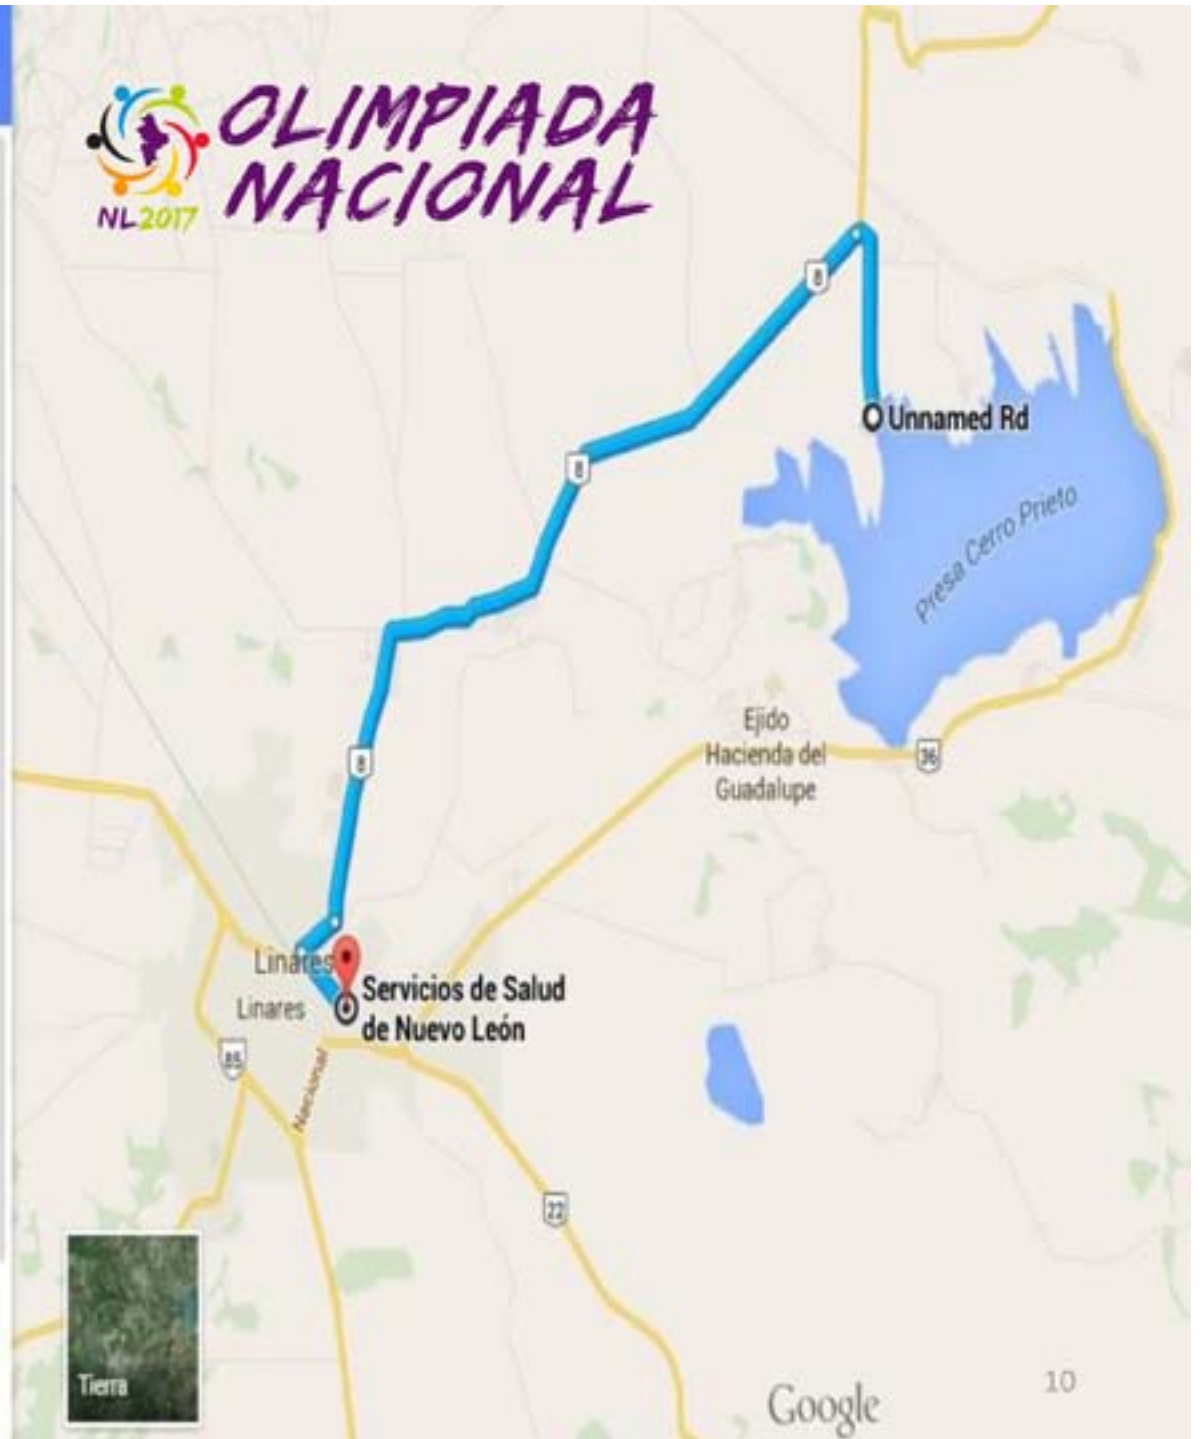 OLIMPIADA
NACIONAL
NL2017
8
Unnamed Rd
8
Presa Cerro Prieto
Ejido
Hacienda del
Guadalupe
8
36
Linares
Servicios de Salud
de Nuevo León
Linares
85
Nacional
22
Tierra
Google
10